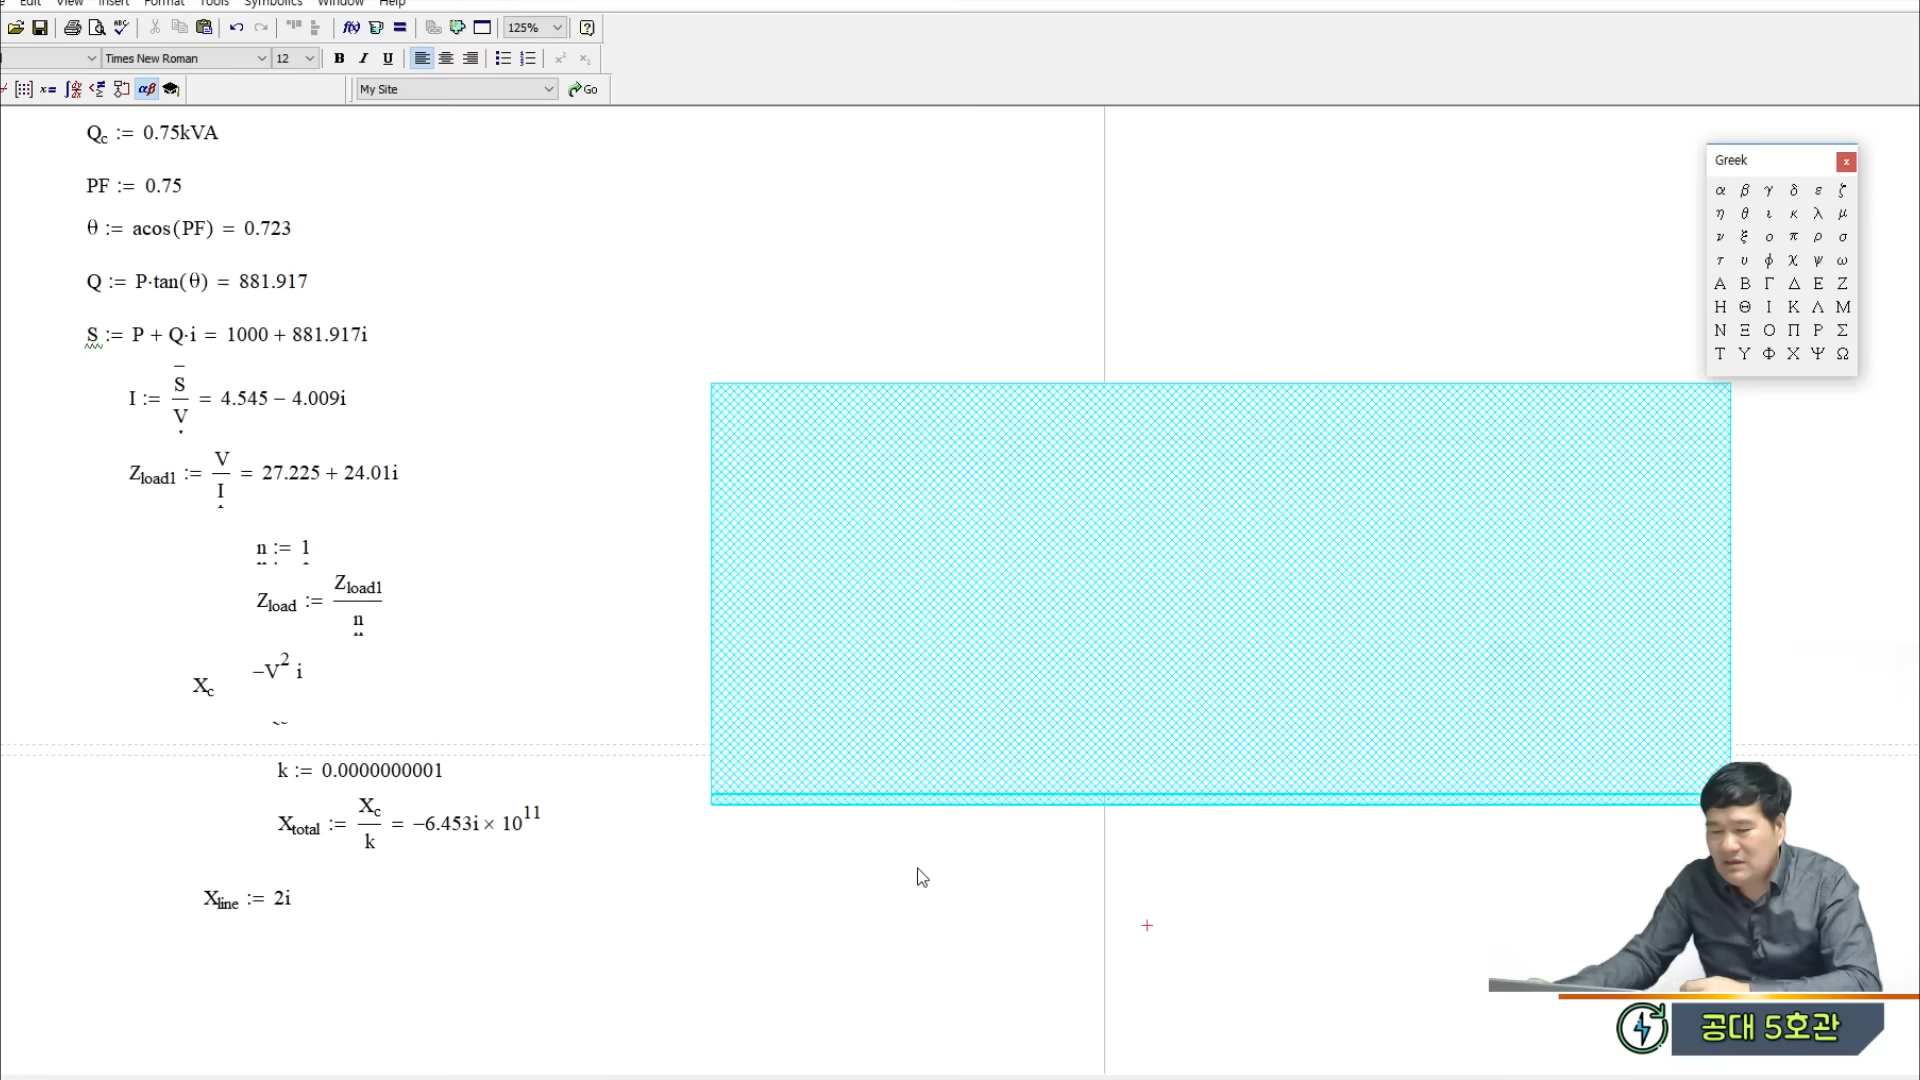 Edit View Insert Format Tools Symbolics Window Help
125%
Times New Roman 12 B I U
αβ My Site Go
Qc := 0.75kVA
PF := 0.75
θ := acos(PF) = 0.723
Q := P·tan(θ) = 881.917
S := P + Q·i = 1000 + 881.917i
I := S̅/V = 4.545 − 4.009i
Zload1 := V/I = 27.225 + 24.01i
n := 1
Zload := Zload1/n
Xc −V² i
k := 0.0000000001
Xtotal := Xc/k = −6.453i × 10¹¹
Xline := 2i
Greek x
α β γ δ ε ζ
η θ ι κ λ μ
ν ξ ο π ρ σ
τ υ ϕ χ ψ ω
Α Β Γ Δ Ε Ζ
Η Θ Ι Κ Λ Μ
Ν Ξ Ο Π Ρ Σ
Τ Υ Φ Χ Ψ Ω
공대 5호관